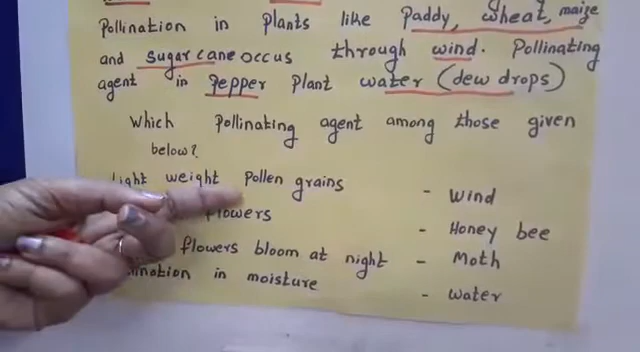 Pollination in plants like Paddy, wheat, maize
and sugar cane occus through wind. Pollinating
agent in Pepper plant water (dew drops)
Which Pollinating agent among those given
below?
Light weight Pollen grains - Wind
flowers - Honey bee
flowers bloom at night - Moth
in moisture - water